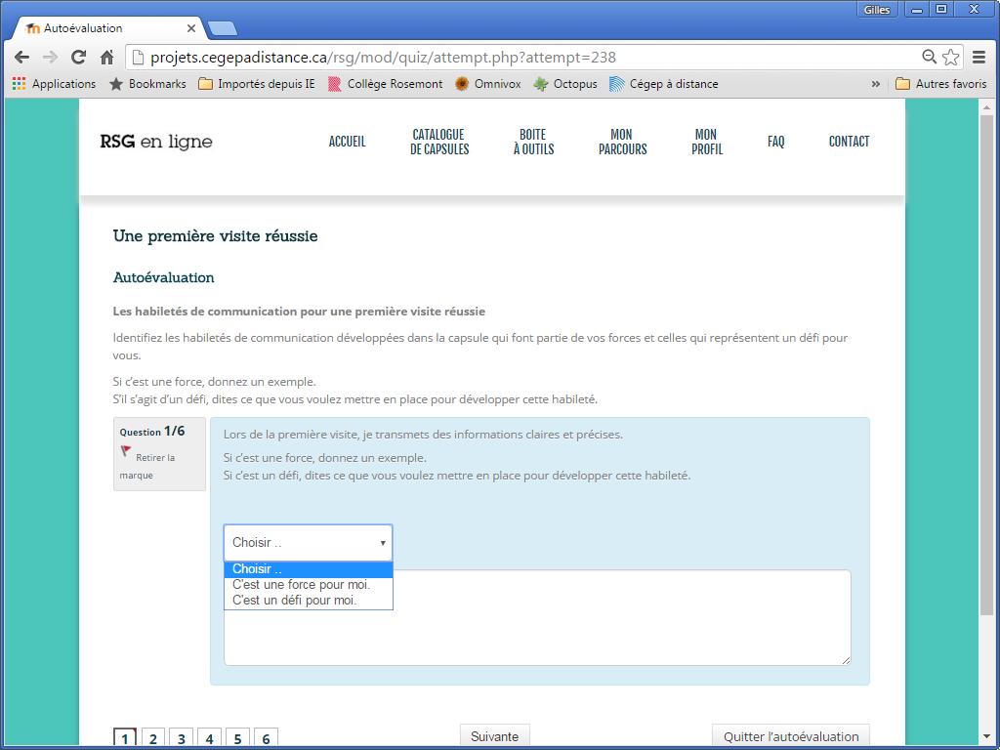 Gilles
Autoévaluation
projets.cegepadistance.ca/rsg/mod/quiz/attempt.php?attempt=238
Applications Bookmarks Importés depuis IE Collège Rosemont Omnivox Octopus Cégep à distance » Autres favoris
RSG en ligne
ACCUEIL
CATALOGUE
DE CAPSULES
BOITE
À OUTILS
MON
PARCOURS
MON
PROFIL
FAQ
CONTACT
Une première visite réussie
Autoévaluation
Les habiletés de communication pour une première visite réussie
Identifiez les habiletés de communication développées dans la capsule qui font partie de vos forces et celles qui représentent un défi pour
vous.
Si c’est une force, donnez un exemple.
S’il s’agit d’un défi, dites ce que vous voulez mettre en place pour développer cette habileté.
Question 1/6
Retirer la
marque
Lors de la première visite, je transmets des informations claires et précises.
Si c’est une force, donnez un exemple.
Si c’est un défi, dites ce que vous voulez mettre en place pour développer cette habileté.
Choisir ..
Choisir ..
C'est une force pour moi.
C'est un défi pour moi.
1 2 3 4 5 6
Suivante
Quitter l’autoévaluation